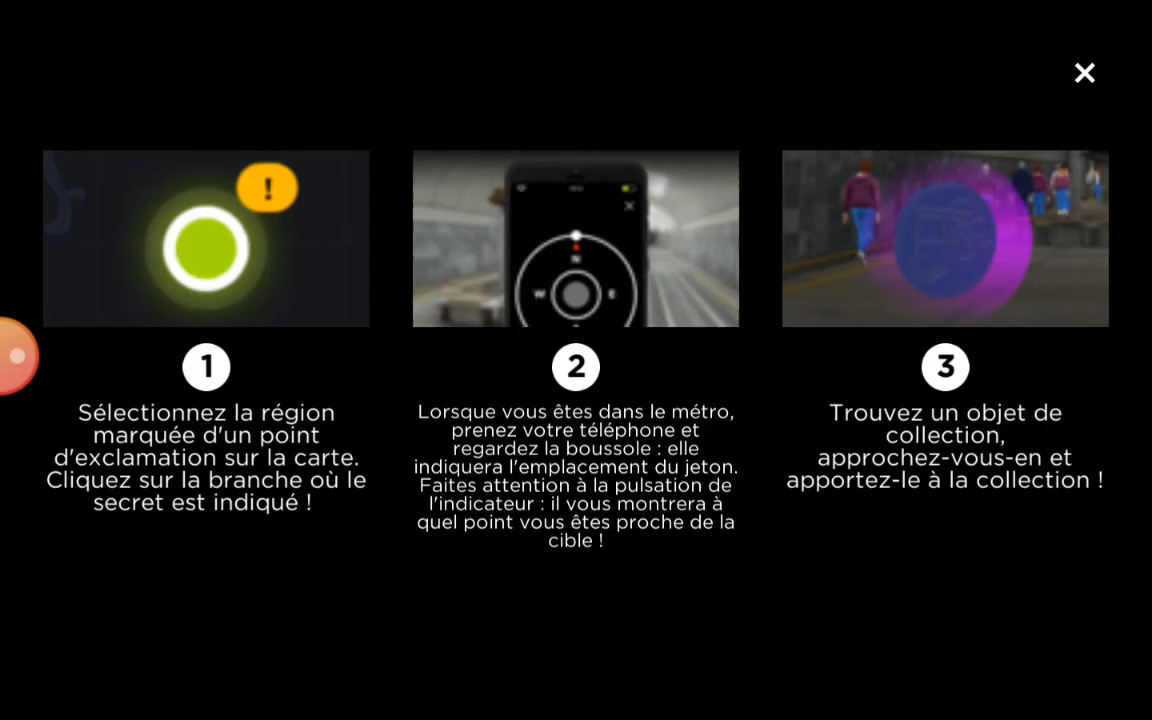 !
N
W
E
1
Sélectionnez la région
marquée d'un point
d'exclamation sur la carte.
Cliquez sur la branche où le
secret est indiqué !
2
Lorsque vous êtes dans le métro,
prenez votre téléphone et
regardez la boussole : elle
indiquera l'emplacement du jeton.
Faites attention à la pulsation de
l'indicateur : il vous montrera à
quel point vous êtes proche de la
cible !
3
Trouvez un objet de
collection,
approchez-vous-en et
apportez-le à la collection !